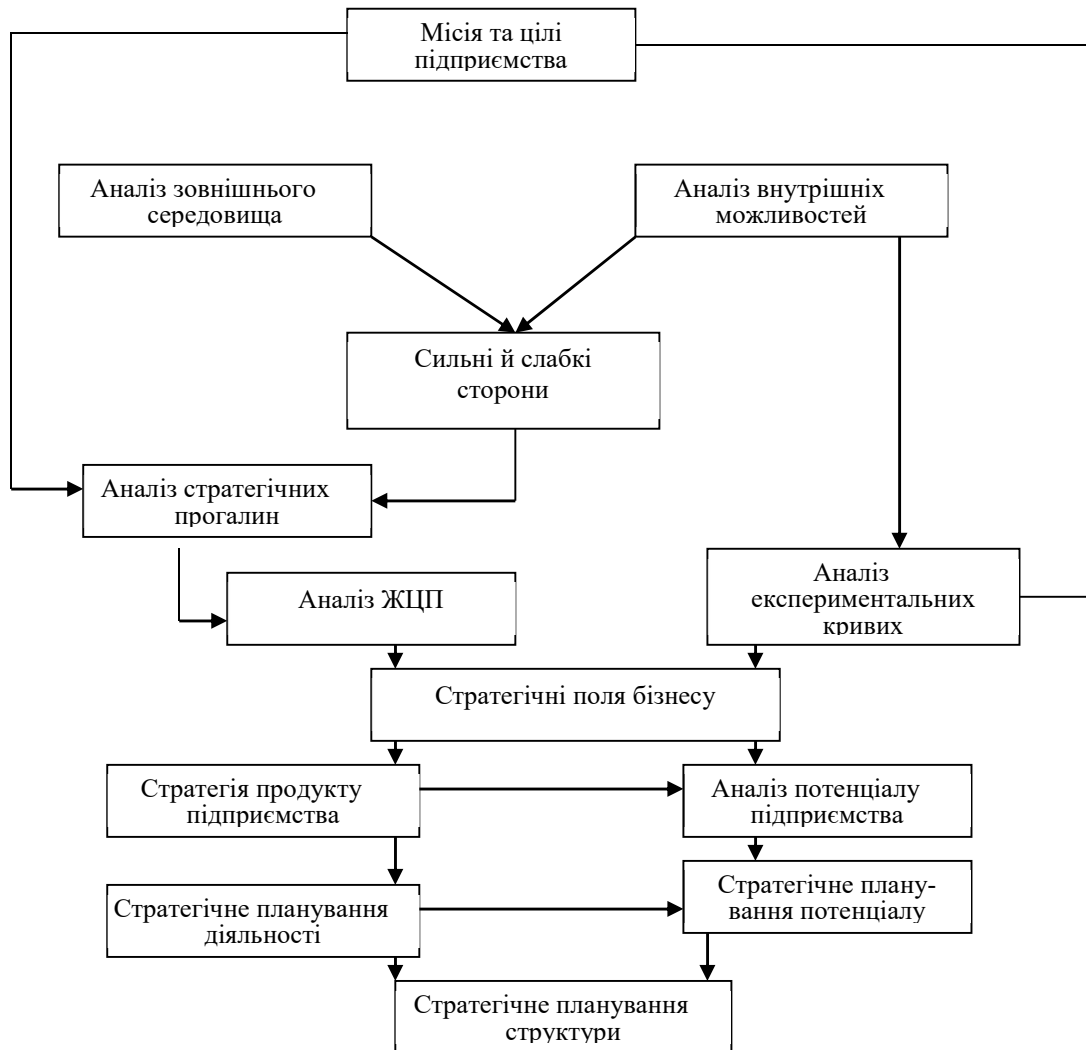 Місія та цілі
підприємства
Аналіз зовнішнього
середовища
Аналіз внутрішніх
можливостей
Сильні й слабкі
сторони
Аналіз стратегічних
прогалин
Аналіз ЖЦП
Аналіз
експериментальних
кривих
Стратегічні поля бізнесу
Стратегія продукту
підприємства
Аналіз потенціалу
підприємства
Стратегічне планування
діяльності
Стратегічне плану-
вання потенціалу
Стратегічне планування
структури